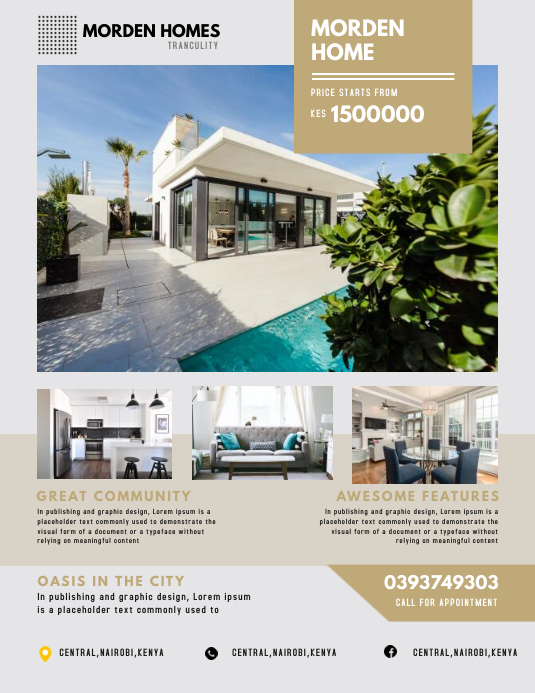 MORDEN HOMES
TRANCULITY
MORDEN
HOME
PRICE STARTS FROM
KES 1500000
GREAT COMMUNITY
In publishing and graphic design, Lorem ipsum is a
placeholder text commonly used to demonstrate the
visual form of a document or a typeface without
relying on meaningful content
AWESOME FEATURES
In publishing and graphic design, Lorem ipsum is a
placeholder text commonly used to demonstrate the
visual form of a document or a typeface without
relying on meaningful content
OASIS IN THE CITY
In publishing and graphic design, Lorem ipsum
is a placeholder text commonly used to
0393749303
CALL FOR APPOINTMENT
CENTRAL,NAIROBI,KENYA
CENTRAL,NAIROBI,KENYA
CENTRAL,NAIROBI,KENYA